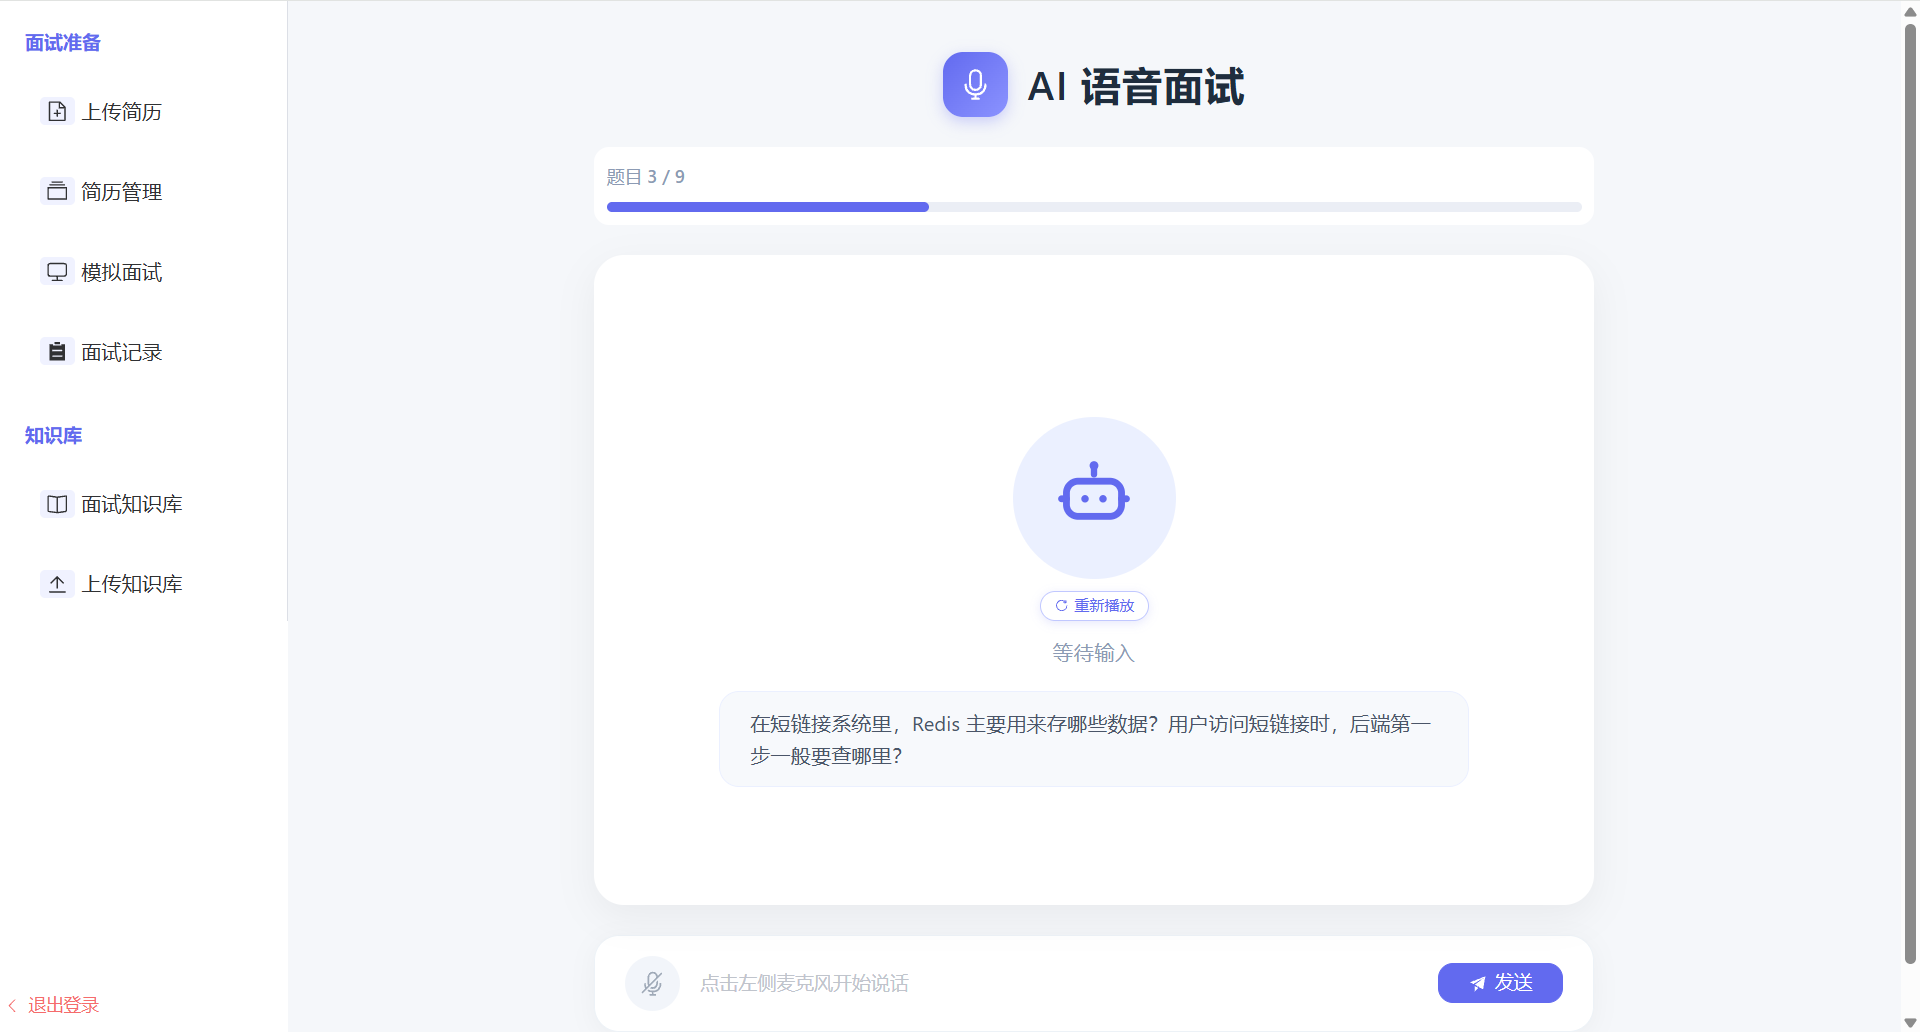 面试准备
上传简历
简历管理
模拟面试
面试记录
知识库
面试知识库
上传知识库
退出登录
AI 语音面试
题目 3 / 9
重新播放
等待输入
在短链接系统里，Redis 主要用来存哪些数据？用户访问短链接时，后端第一
步一般要查哪里？
点击左侧麦克风开始说话
发送